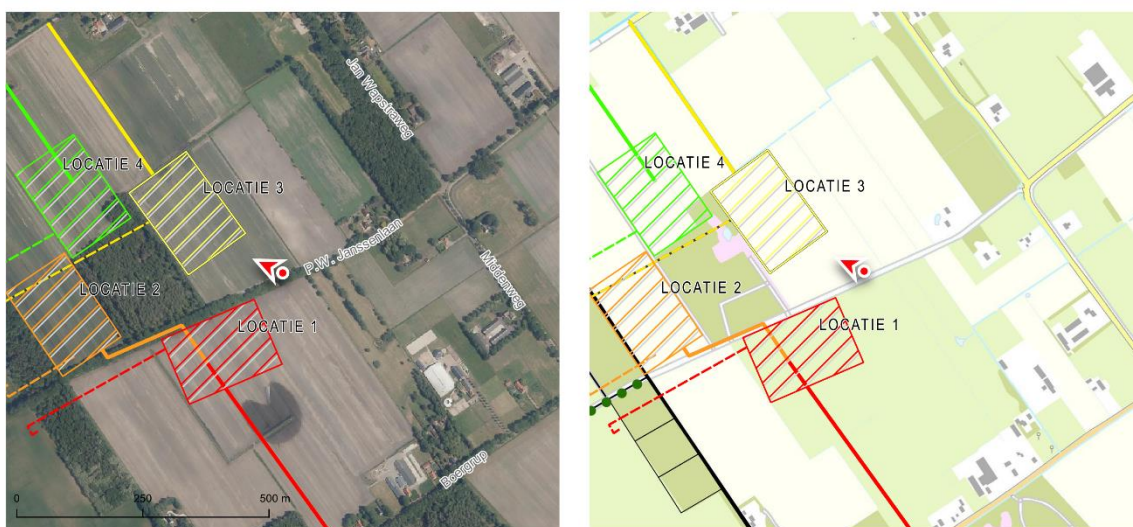 Jan Wapstraweg
LOCATIE 4
LOCATIE 3
P.W. Janssenlaan
LOCATIE 2
Middenweg
LOCATIE 1
Boergrup
0 250 500 m
LOCATIE 4
LOCATIE 3
LOCATIE 2
LOCATIE 1